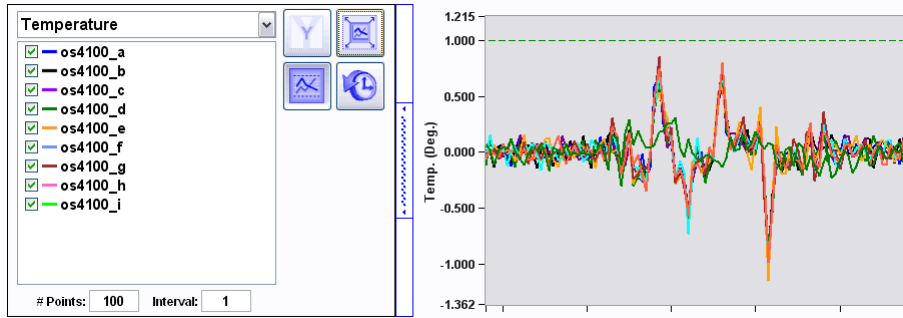 Temperature
os4100_a
os4100_b
os4100_c
os4100_d
os4100_e
os4100_f
os4100_g
os4100_h
os4100_i
# Points: 100 Interval: 1
Y
Temp. (Deg.)
1.215
1.000
0.500
0.000
-0.500
-1.000
-1.362